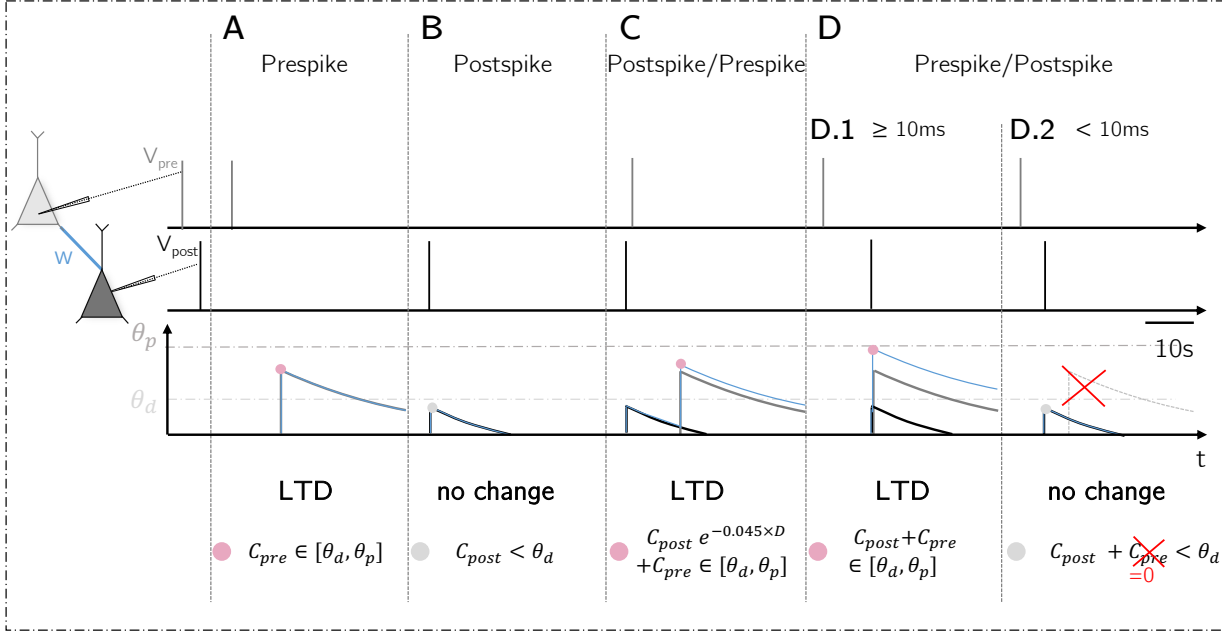 A
B
C
D
Prespike
Postspike
Postspike/Prespike
Prespike/Postspike
D.1 ≥ 10ms
D.2 < 10ms
V_pre
W
V_post
θ_p
10s
θ_d
t
LTD
no change
LTD
LTD
no change
C_pre ∈ [θ_d, θ_p]
C_post < θ_d
C_post e^{-0.045×D}
+C_pre ∈ [θ_d, θ_p]
C_post+C_pre
∈ [θ_d, θ_p]
C_post + C_pre < θ_d
=0